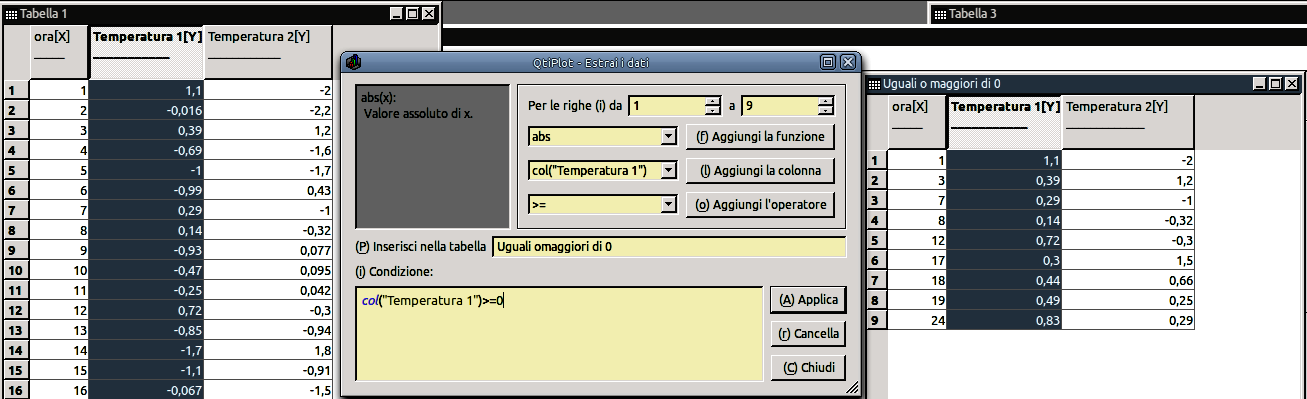 Tabella 1
ora[X] Temperatura 1[Y] Temperatura 2[Y]
1 1 1,1 -2
2 2 -0,016 -2,2
3 3 0,39 1,2
4 4 -0,69 -1,6
5 5 -1 -1,7
6 6 -0,99 0,43
7 7 0,29 -1
8 8 0,14 -0,32
9 9 -0,93 0,077
10 10 -0,47 0,095
11 11 -0,25 0,042
12 12 0,72 -0,3
13 13 -0,85 -0,94
14 14 -1,7 1,8
15 15 -1,1 -0,91
16 16 -0,067 -1,5
QtiPlot - Estrai i dati
abs(x):
Valore assoluto di x.
Per le righe (i) da 1 a 9
abs (f) Aggiungi la funzione
col("Temperatura 1") (l) Aggiungi la colonna
>= (o) Aggiungi l'operatore
(P) Inserisci nella tabella Uguali omaggiori di 0
(i) Condizione:
col("Temperatura 1")>=0
(A) Applica
(r) Cancella
(C) Chiudi
Tabella 3
Uguali o maggiori di 0
ora[X] Temperatura 1[Y] Temperatura 2[Y]
1 1 1,1 -2
2 3 0,39 1,2
3 7 0,29 -1
4 8 0,14 -0,32
5 12 0,72 -0,3
6 17 0,3 1,5
7 18 0,44 0,66
8 19 0,49 0,25
9 24 0,83 0,29